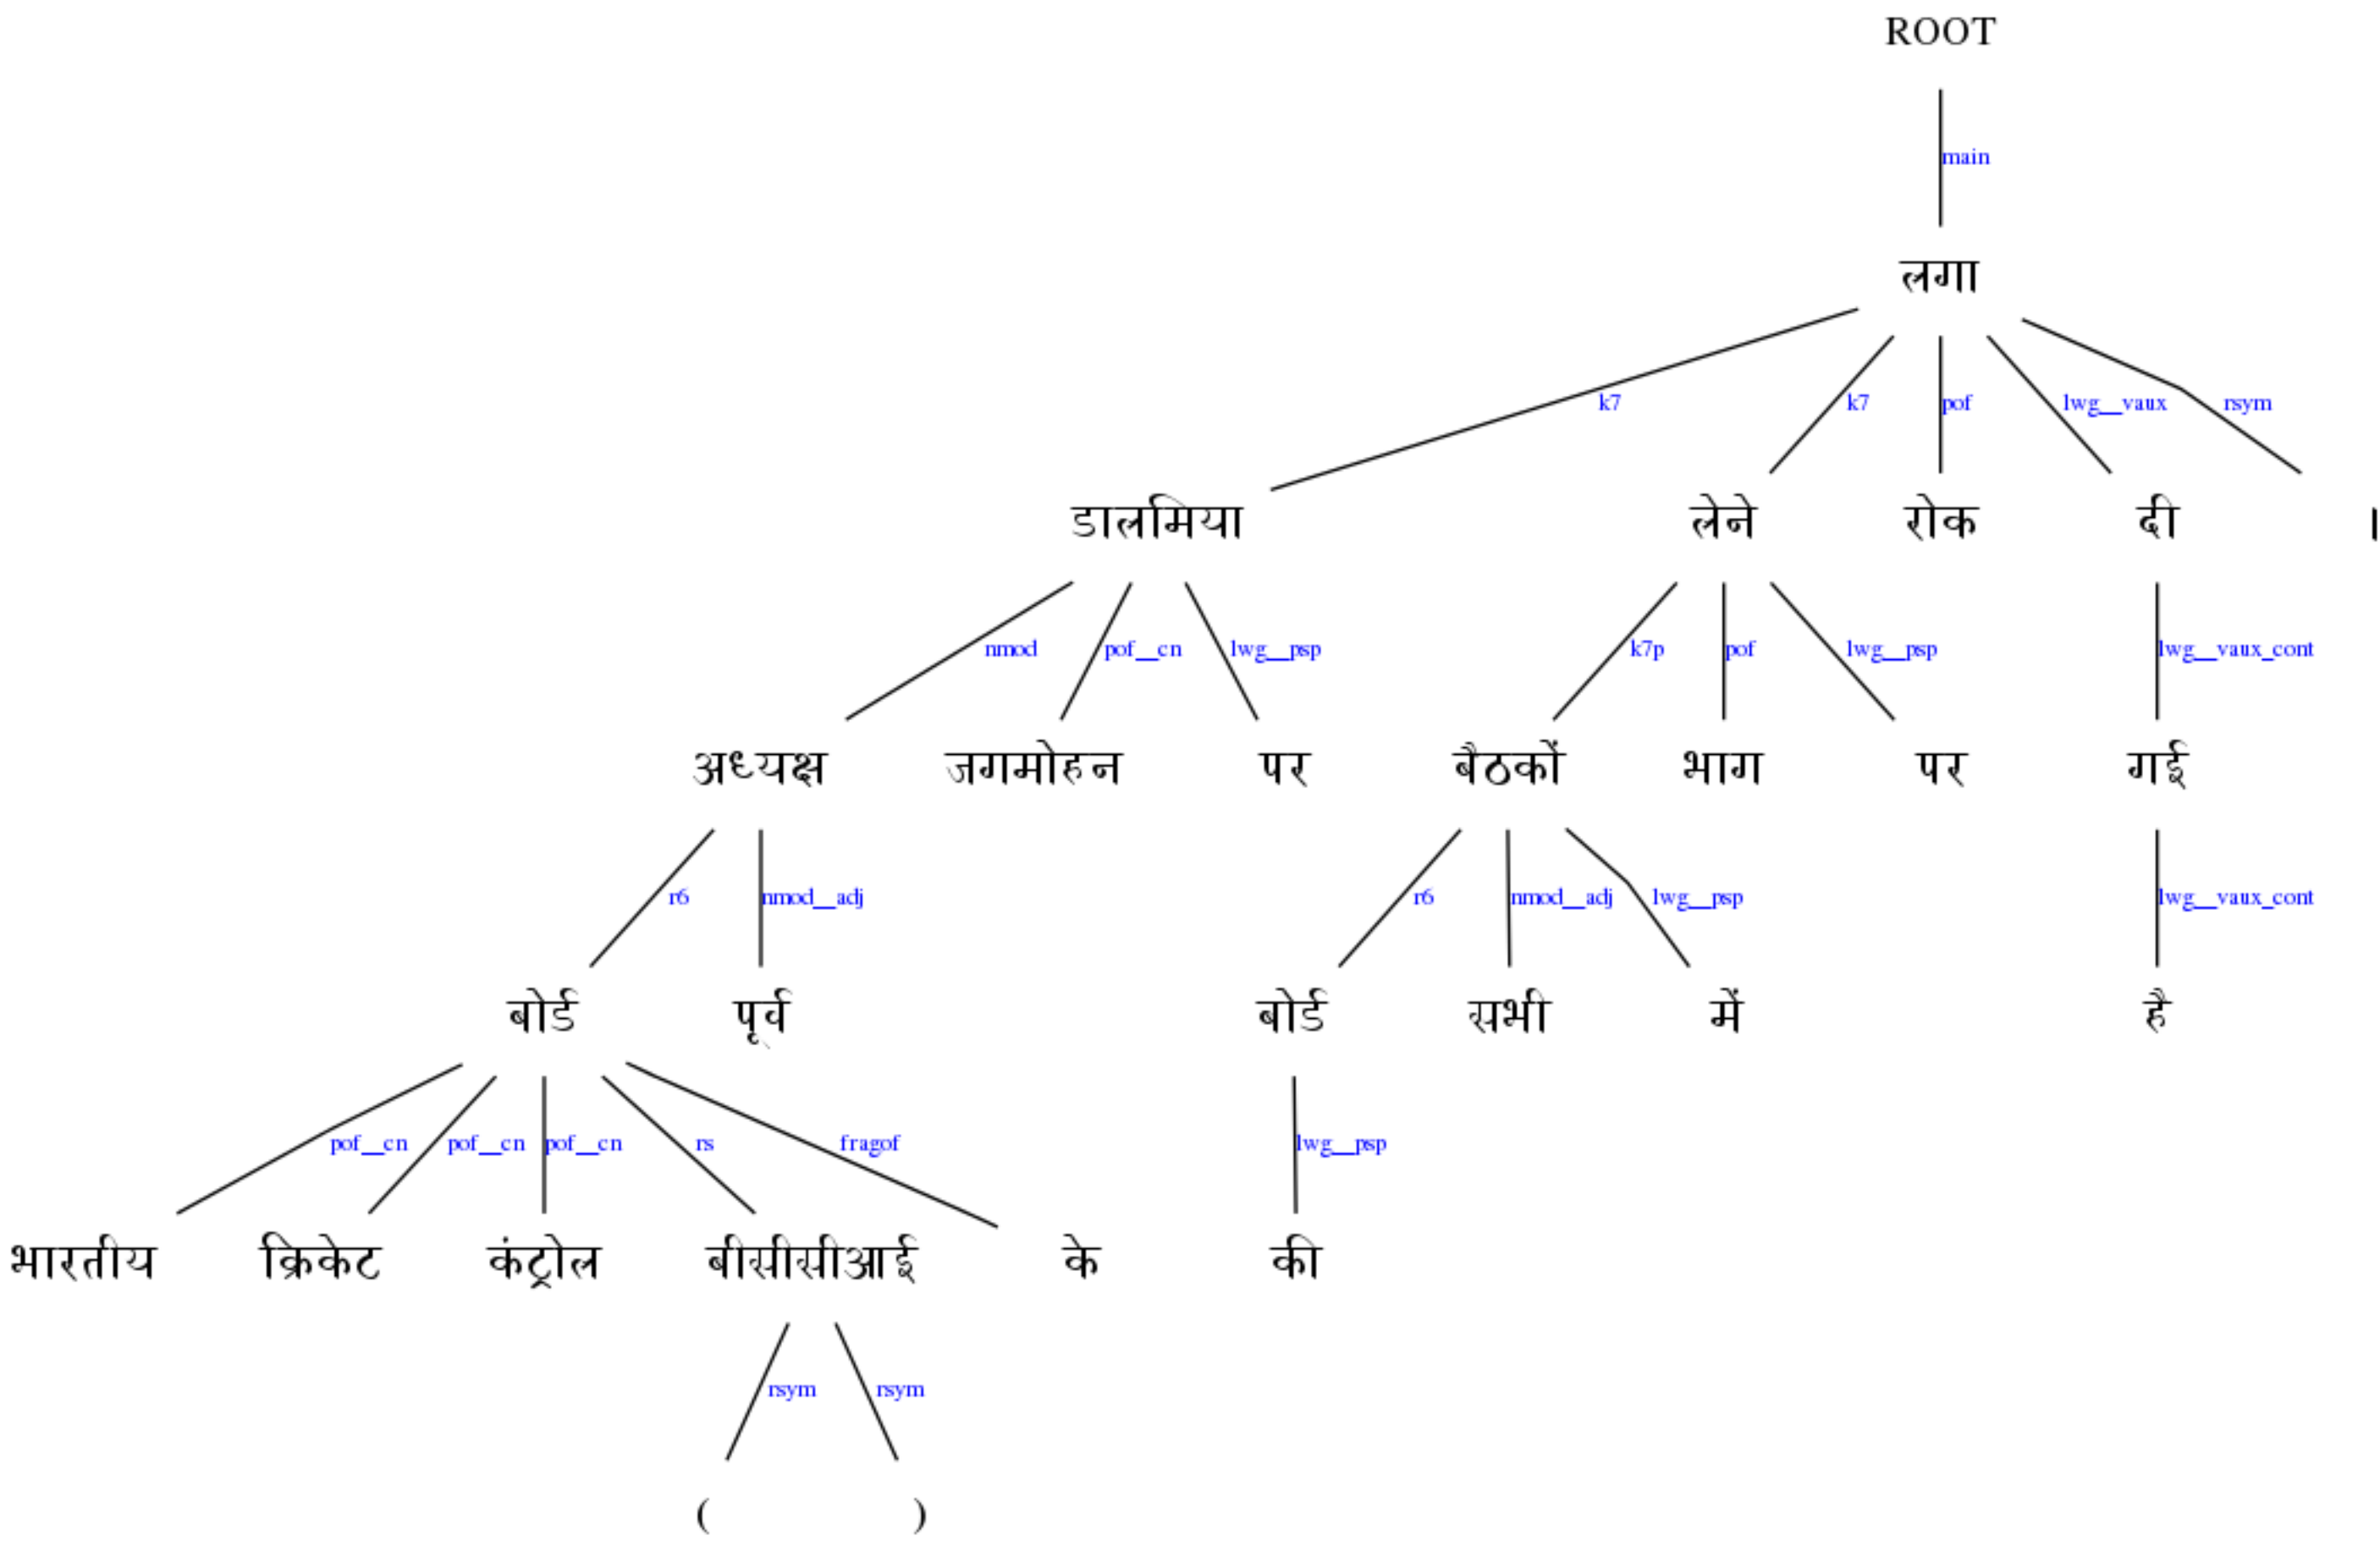 ROOT
main
लगा
k7 k7 pof lwg__vaux rsym
डालमिया लेने रोक दी ।
nmod pof__cn lwg__psp k7p pof lwg__psp lwg__vaux_cont
अध्यक्ष जगमोहन पर बैठकों भाग पर गई
r6 nmod__adj r6 nmod__adj lwg__psp lwg__vaux_cont
बोर्ड पूर्व बोर्ड सभी में है
pof__cn pof__cn pof__cn rs fragof lwg__psp
भारतीय क्रिकेट कंट्रोल बीसीसीआई के की
rsym rsym
( )